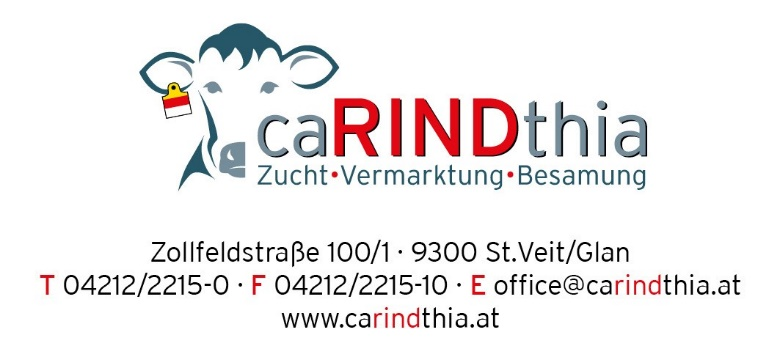 caRINDthia
Zucht•Vermarktung•Besamung
Zollfeldstraße 100/1 · 9300 St.Veit/Glan
T 04212/2215-0 · F 04212/2215-10 · E office@carindthia.at
www.carindthia.at